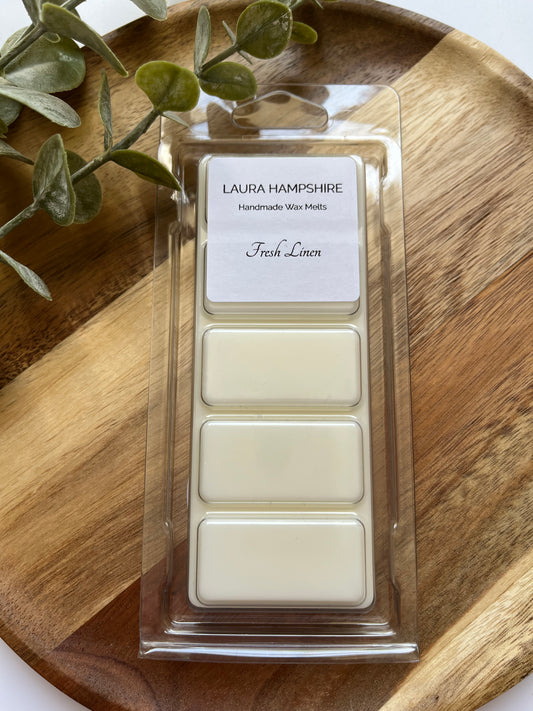 LAURA HAMPSHIRE
Handmade Wax Melts
Fresh Linen